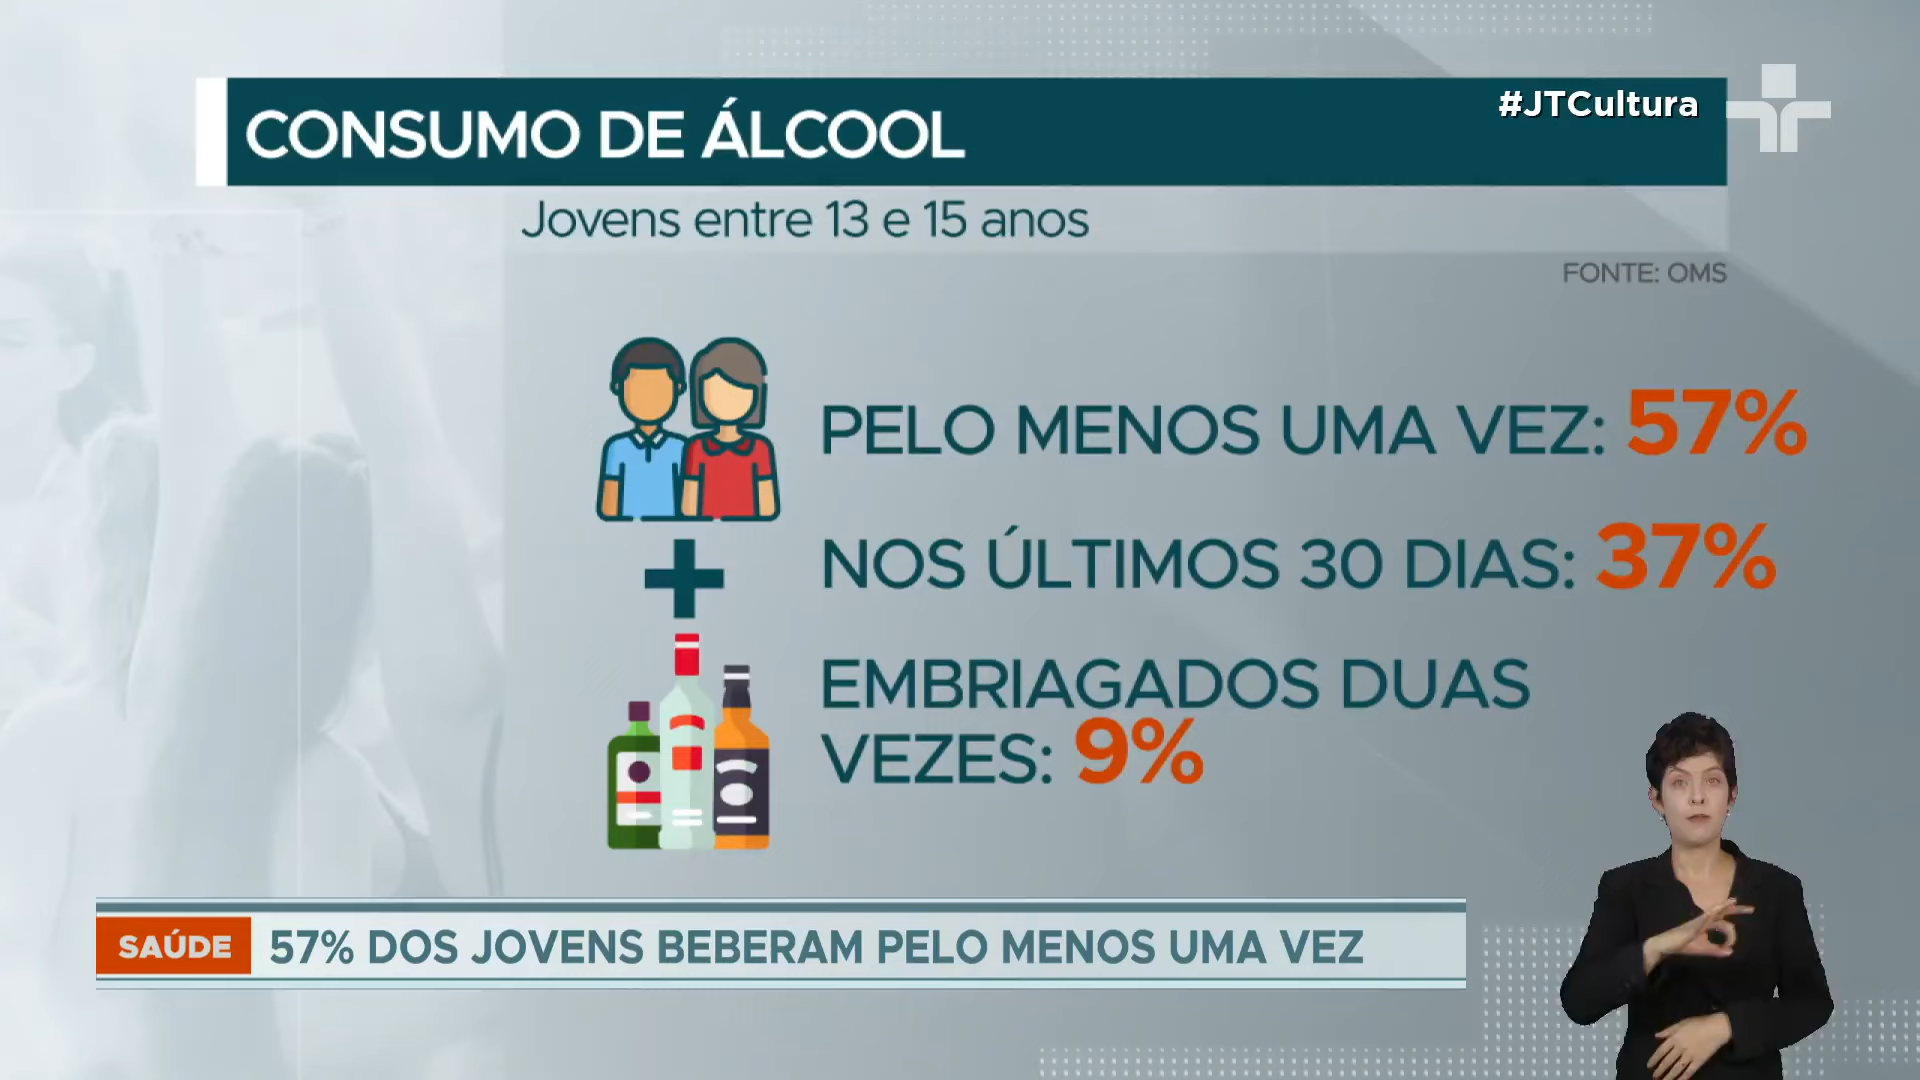 #JTCultura
CONSUMO DE ÁLCOOL
Jovens entre 13 e 15 anos
FONTE: OMS
PELO MENOS UMA VEZ: 57%
NOS ÚLTIMOS 30 DIAS: 37%
EMBRIAGADOS DUAS
VEZES: 9%
SAÚDE 57% DOS JOVENS BEBERAM PELO MENOS UMA VEZ